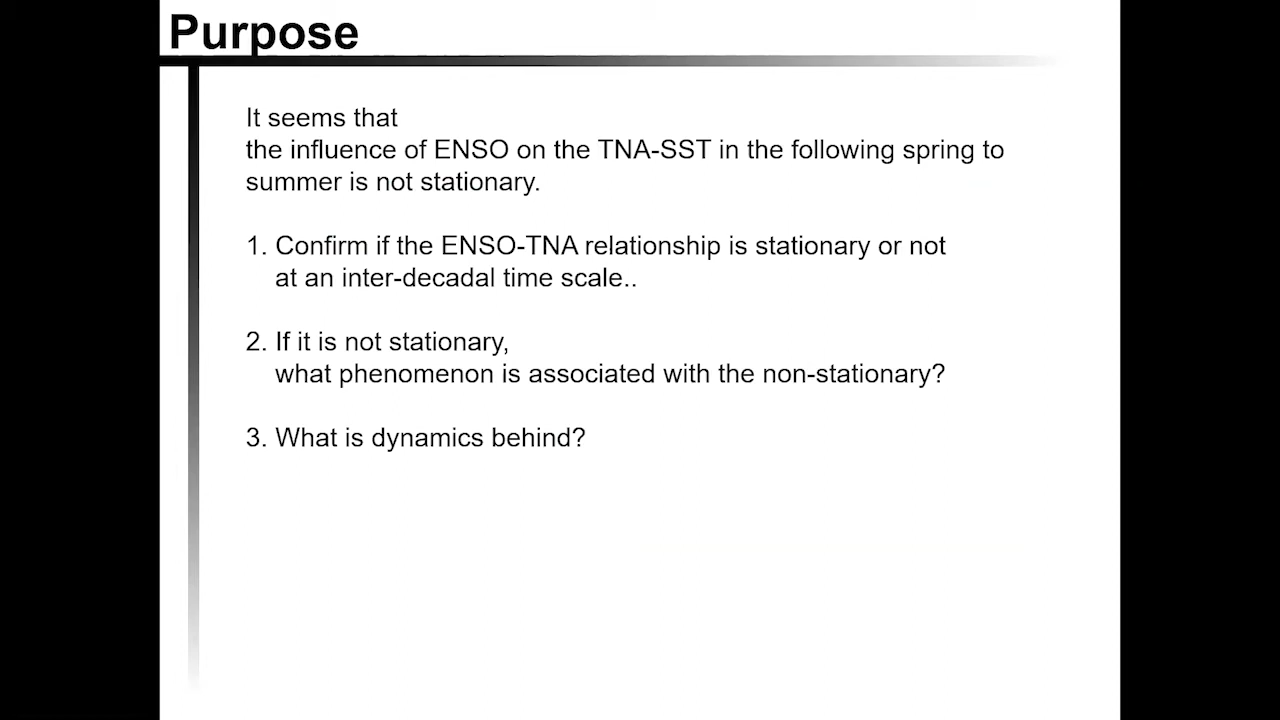 Purpose
It seems that
the influence of ENSO on the TNA-SST in the following spring to
summer is not stationary.
1. Confirm if the ENSO-TNA relationship is stationary or not
at an inter-decadal time scale..
2. If it is not stationary,
what phenomenon is associated with the non-stationary?
3. What is dynamics behind?